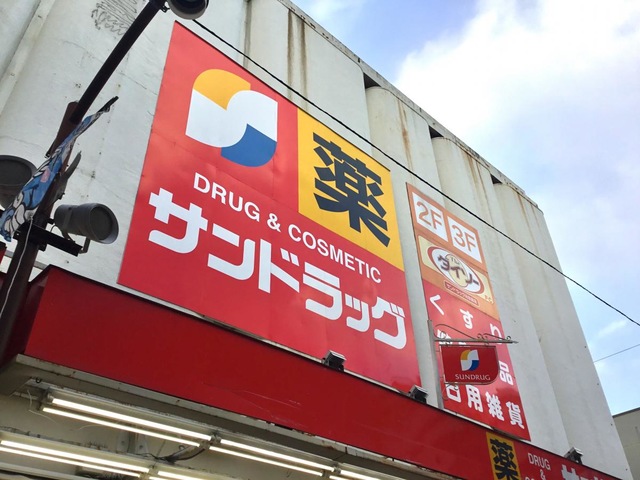 薬
DRUG & COSMETIC
サンドラッグ
2F 3F
ダイソー
くすり
日用雑貨
SUNDRUG
薬
DRUG